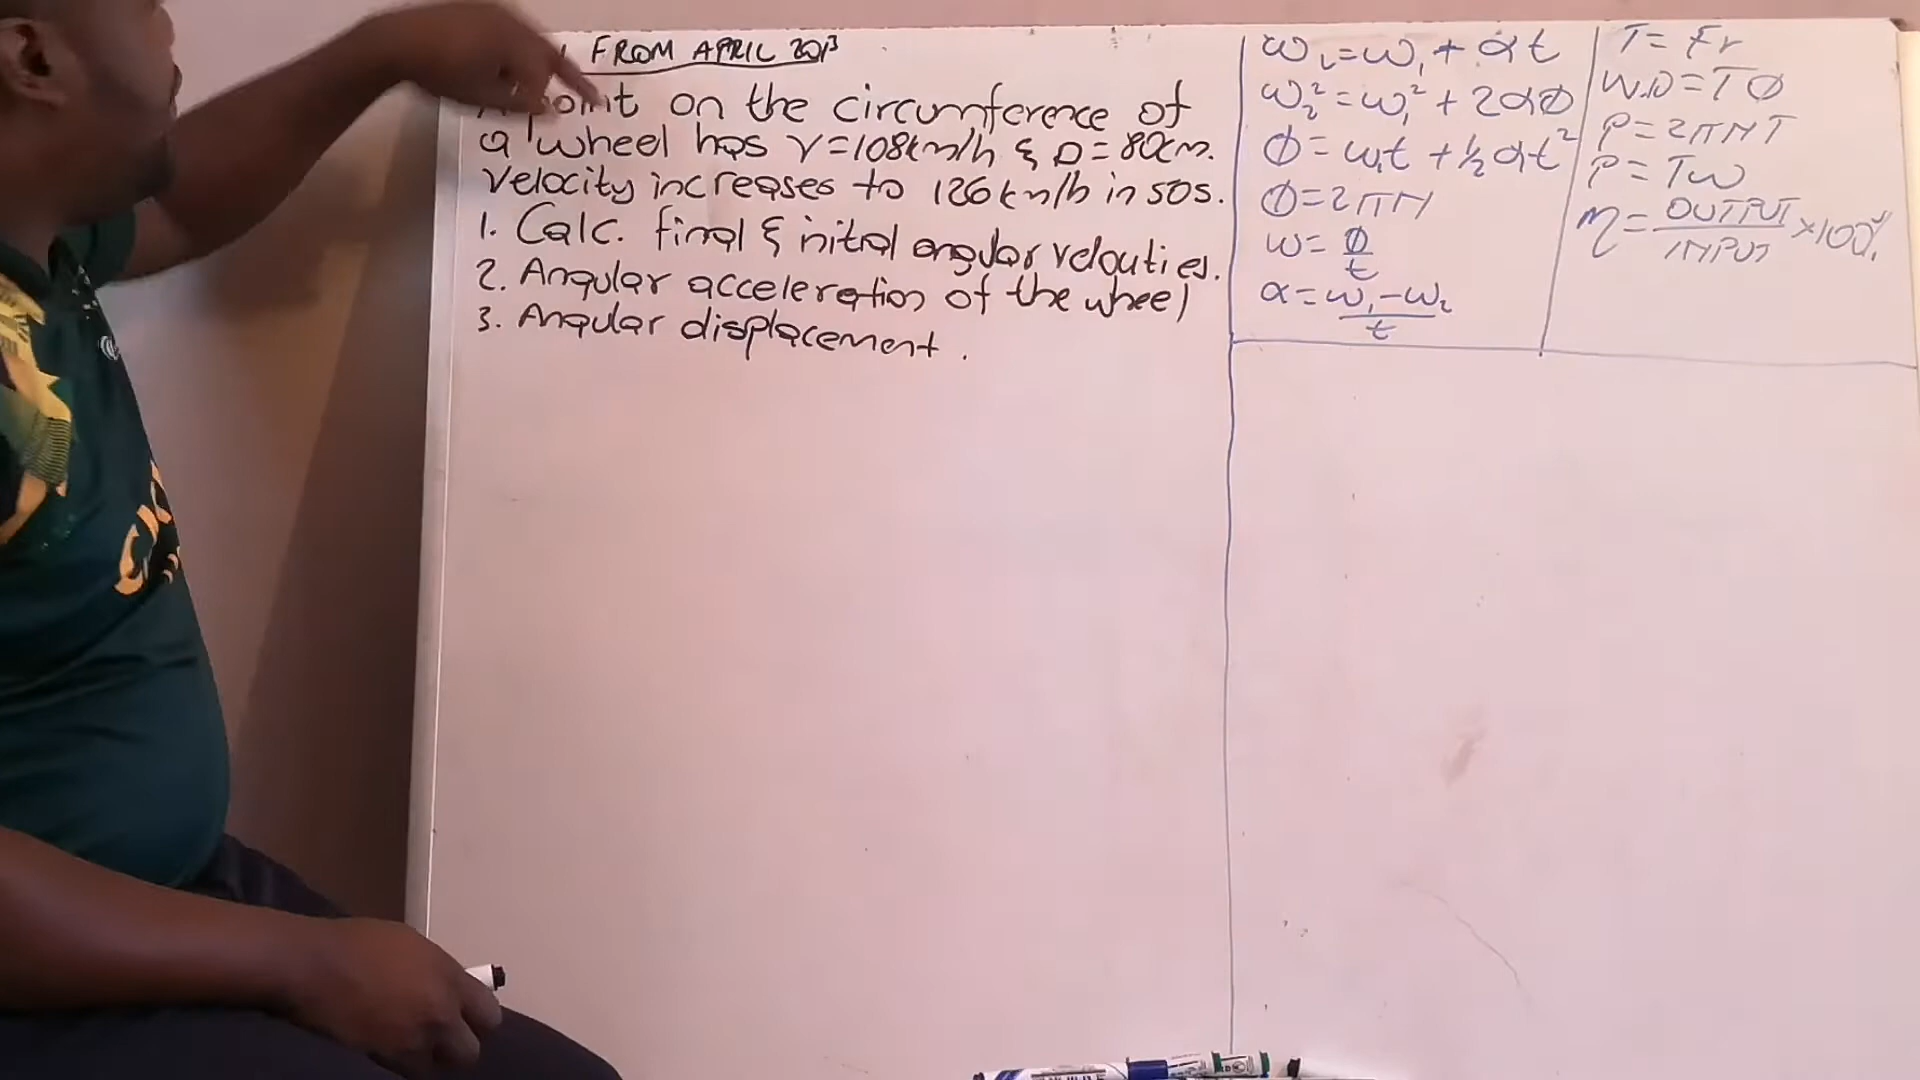 FROM APRIL 2013
point on the circumference of
a wheel has V=108km/h & D=80cm.
Velocity increases to 126km/h in 50s.
1. Calc. final & initial angular velocities.
2. Angular acceleration of the wheel
3. Angular displacement.
ω₂=ω₁+αt
ω₂²=ω₁²+2αØ
Ø=ω₁t+½αt²
Ø=2πN
ω=Ø/t
α=ω₁-ω₂/t
T=Fr
W.D=TØ
P=2πNT
P=Tω
η=OUTPUT/INPUT×100%